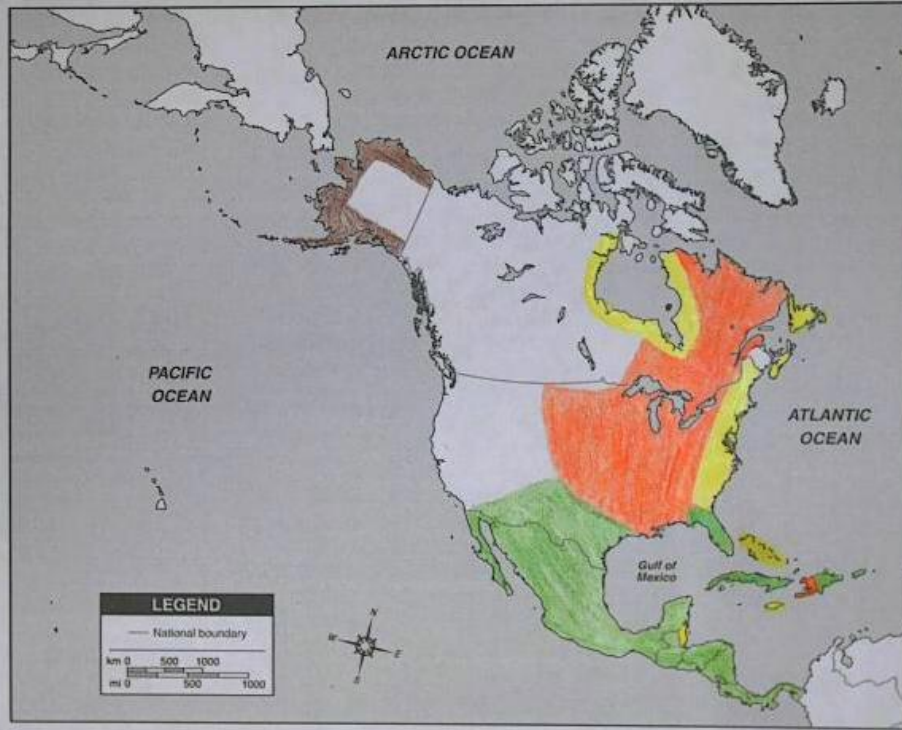 ARCTIC OCEAN
PACIFIC
OCEAN
ATLANTIC
OCEAN
Gulf of
Mexico
LEGEND
National boundary
km 0 500 1000
mi 0 500 1000
N
W
E
S